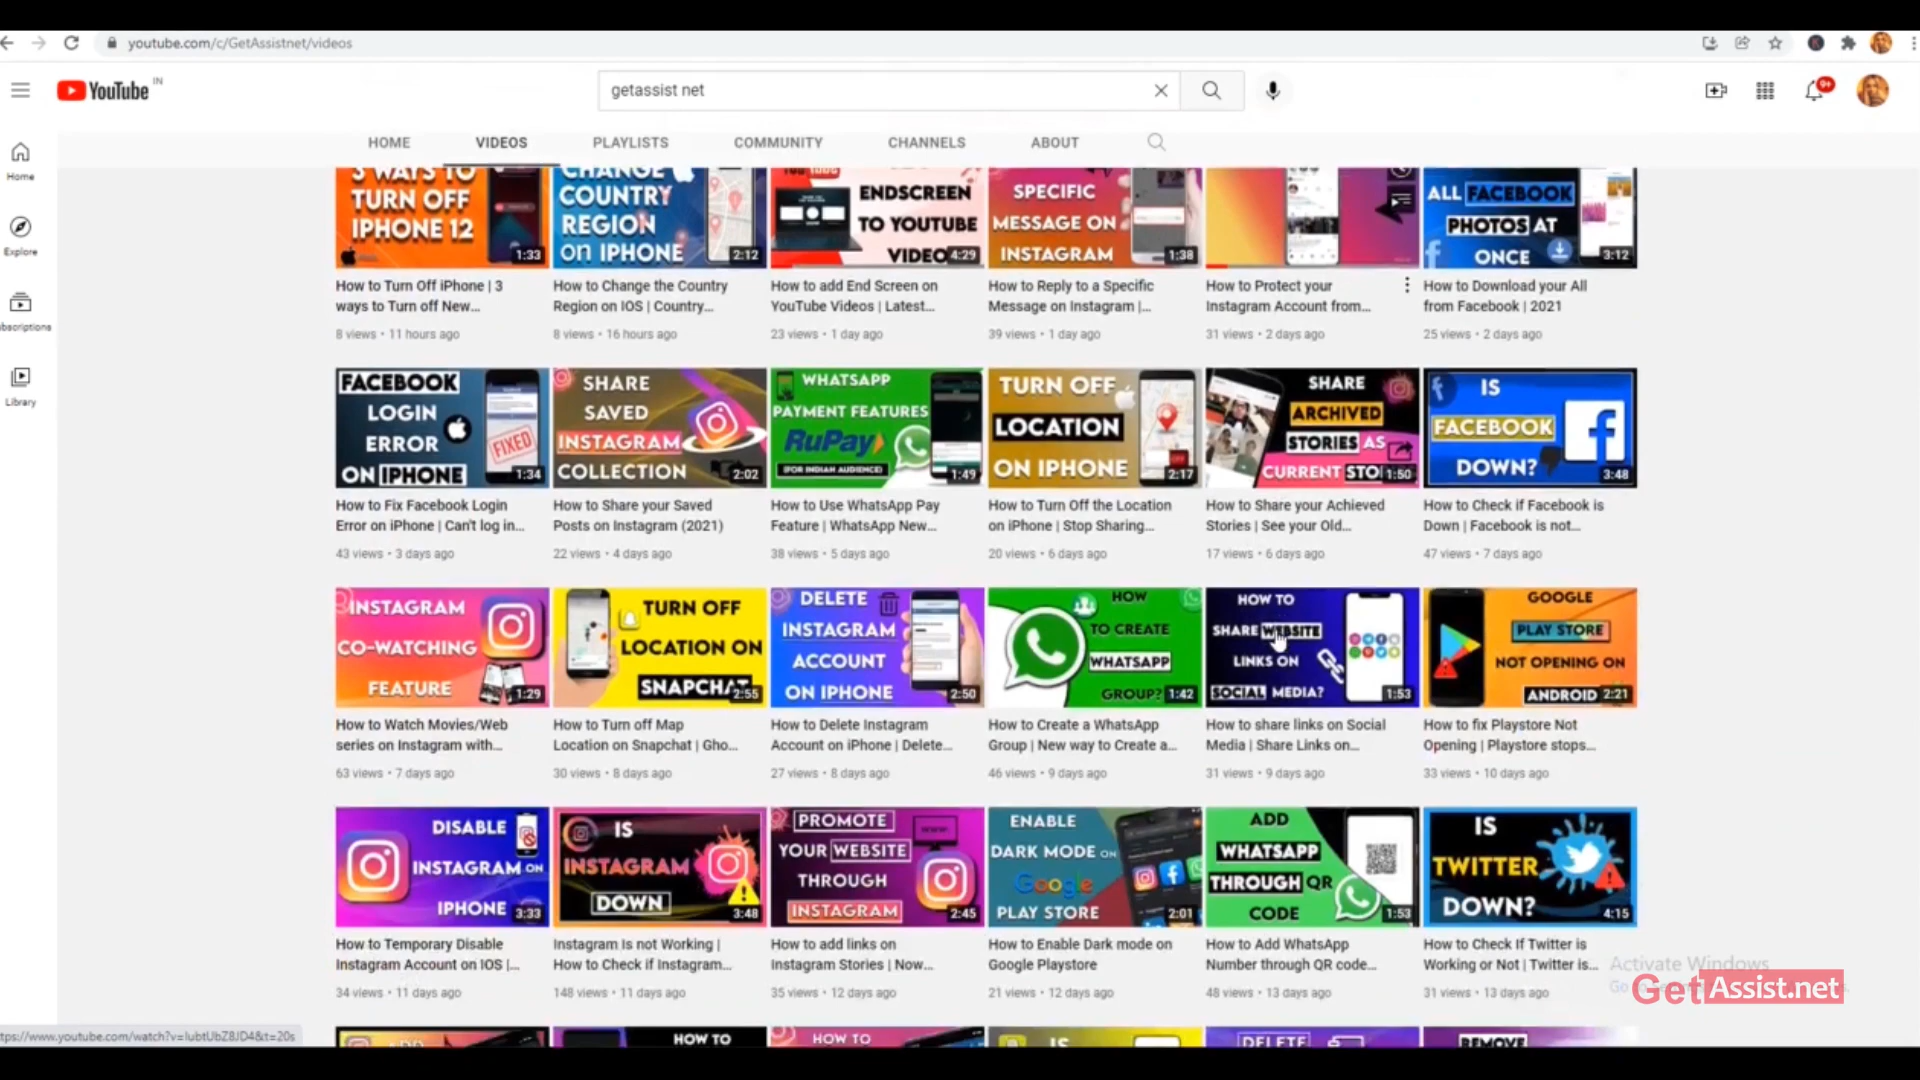 youtube.com/c/GetAssistnet/videos
YouTube IN
getassist net
9+
HOME VIDEOS PLAYLISTS COMMUNITY CHANNELS ABOUT
Home
Explore
bscriptions
Library
3 WAYS TO
TURN OFF
IPHONE 12
1:33
CHANGE
COUNTRY
REGION
ON IPHONE
2:12
ENDSCREEN
TO YOUTUBE
VIDEO
4:29
SPECIFIC
MESSAGE ON
INSTAGRAM
1:38
ALL FACEBOOK
PHOTOS AT
ONCE
3:12
How to Turn Off iPhone | 3
ways to Turn off New...
8 views • 11 hours ago
How to Change the Country
Region on IOS | Country...
8 views • 16 hours ago
How to add End Screen on
YouTube Videos | Latest...
23 views • 1 day ago
How to Reply to a Specific
Message on Instagram |...
39 views • 1 day ago
How to Protect your
Instagram Account from...
31 views • 2 days ago
How to Download your All
from Facebook | 2021
25 views • 2 days ago
FACEBOOK
LOGIN
ERROR
ON IPHONE
FIXED
1:34
SHARE
SAVED
INSTAGRAM
COLLECTION
2:02
WHATSAPP
PAYMENT FEATURES
RuPay
(FOR INDIAN AUDIENCE)
1:49
TURN OFF
LOCATION
ON IPHONE
2:17
SHARE
ARCHIVED
STORIES AS
CURRENT STO
1:50
IS
FACEBOOK
DOWN?
3:48
How to Fix Facebook Login
Error on iPhone | Can't log in...
43 views • 3 days ago
How to Share your Saved
Posts on Instagram (2021)
22 views • 4 days ago
How to Use WhatsApp Pay
Feature | WhatsApp New...
38 views • 5 days ago
How to Turn Off the Location
on iPhone | Stop Sharing...
20 views • 6 days ago
How to Share your Achieved
Stories | See your Old...
17 views • 6 days ago
How to Check if Facebook is
Down | Facebook is not...
47 views • 7 days ago
INSTAGRAM
CO-WATCHING
FEATURE
1:29
TURN OFF
LOCATION ON
SNAPCHAT
2:55
DELETE
INSTAGRAM
ACCOUNT
ON IPHONE
2:50
HOW
TO CREATE
WHATSAPP
GROUP?
1:42
HOW TO
SHARE WEBSITE
LINKS ON
SOCIAL MEDIA?
1:53
GOOGLE
PLAY STORE
NOT OPENING ON
ANDROID
2:21
How to Watch Movies/Web
series on Instagram with...
63 views • 7 days ago
How to Turn off Map
Location on Snapchat | Gho...
30 views • 8 days ago
How to Delete Instagram
Account on iPhone | Delete...
27 views • 8 days ago
How to Create a WhatsApp
Group | New way to Create a...
46 views • 9 days ago
How to share links on Social
Media | Share Links on...
31 views • 9 days ago
How to fix Playstore Not
Opening | Playstore stops...
33 views • 10 days ago
DISABLE
INSTAGRAM ON
IPHONE
3:33
IS
INSTAGRAM
DOWN
3:48
PROMOTE
YOUR WEBSITE
THROUGH
INSTAGRAM
2:45
ENABLE
DARK MODE ON
Google
PLAY STORE
2:01
ADD
WHATSAPP
THROUGH QR
CODE
1:53
IS
TWITTER
DOWN?
4:15
How to Temporary Disable
Instagram Account on IOS |...
34 views • 11 days ago
Instagram Is not Working |
How to Check if Instagram...
148 views • 11 days ago
How to add links on
Instagram Stories | Now...
35 views • 12 days ago
How to Enable Dark mode on
Google Playstore
21 views • 12 days ago
How to Add WhatsApp
Number through QR code...
48 views • 13 days ago
How to Check If Twitter is
Working or Not | Twitter is...
31 views • 13 days ago
Activate Windows
GetAssist.net
ttps://www.youtube.com/watch?v=IubtUbZ8JD4&t=20s
HOW TO
HOW TO
IS
DELETE
REMOVE